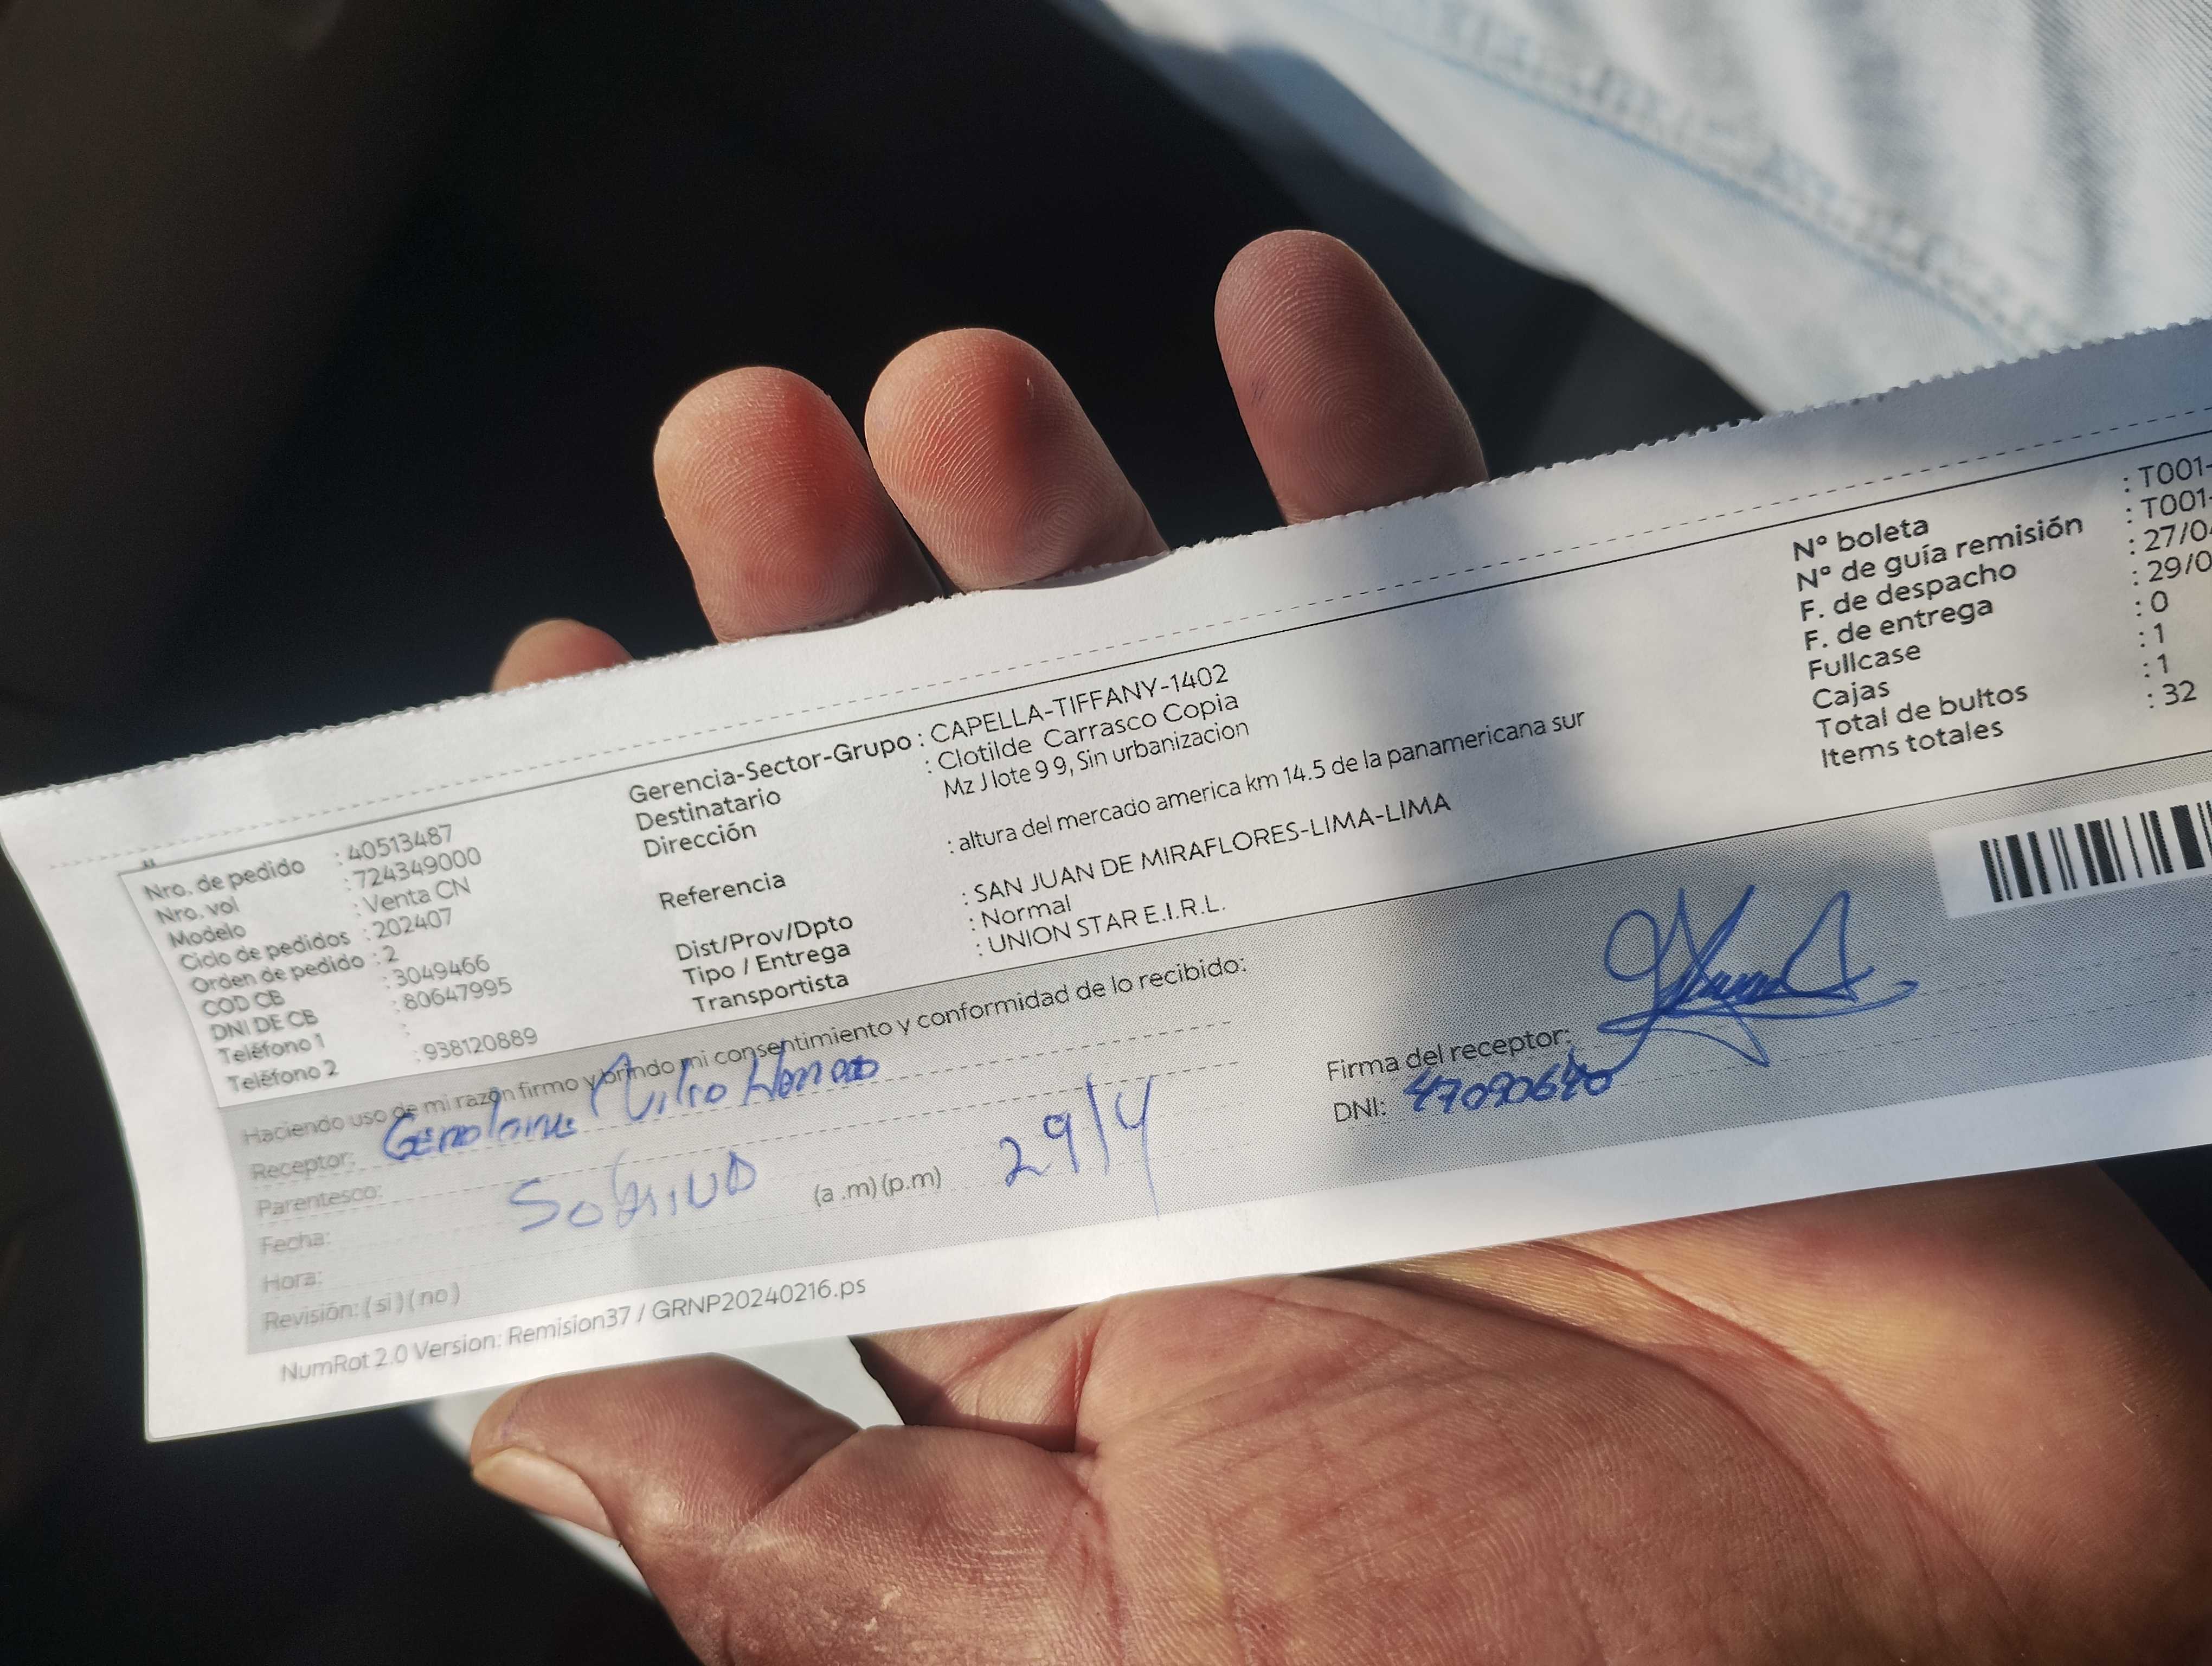 Nro. de pedido : 40513487
Nro. vol : 724349000
Modelo : Venta CN
Ciclo de pedidos : 202407
Orden de pedido : 2
COD CB : 3049466
DNI DE CB : 80647995
Teléfono 1 :
Teléfono 2 : 938120889
Gerencia-Sector-Grupo : CAPELLA-TIFFANY-1402
Destinatario : Clotilde Carrasco Copia
Dirección Mz J lote 9 9, Sin urbanizacion
Referencia : altura del mercado america km 14.5 de la panamericana sur
Dist/Prov/Dpto : SAN JUAN DE MIRAFLORES-LIMA-LIMA
Tipo / Entrega : Normal
Transportista : UNION STAR E.I.R.L.
N° boleta : T001-
N° de guía remisión : T001-
F. de despacho : 27/0
F. de entrega : 29/0
Fullcase : 0
Cajas : 1
Total de bultos : 1
Items totales : 32
Haciendo uso de mi razón firmo y brindo mi consentimiento y conformidad de lo recibido:
Receptor:
Parentesco: Sobrino
Fecha:
Hora: (a .m) (p.m) 29/4
Revisión: ( si ) ( no )
Firma del receptor:
DNI: 47090640
NumRot 2.0 Version: Remision37 / GRNP20240216.ps